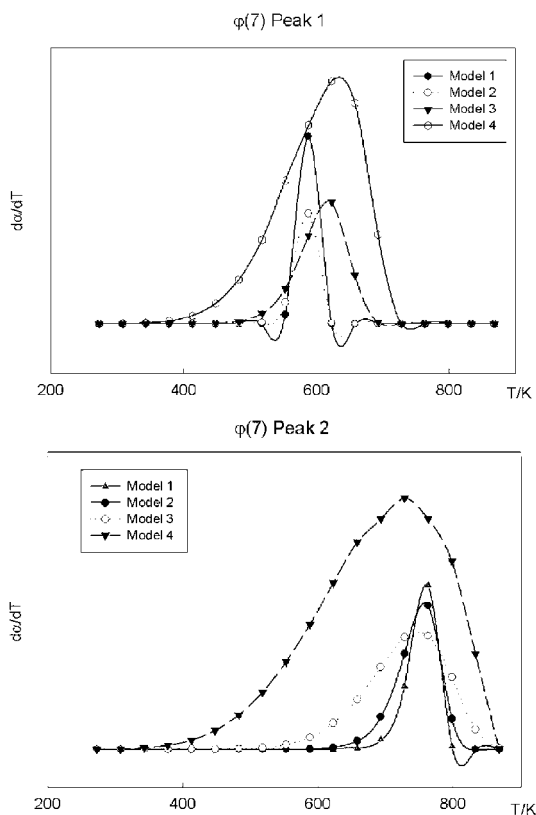 φ(7) Peak 1
Model 1
Model 2
Model 3
Model 4
dα/dT
200 400 600 800 T/K
φ(7) Peak 2
Model 1
Model 2
Model 3
Model 4
dα/dT
200 400 600 800 T/K